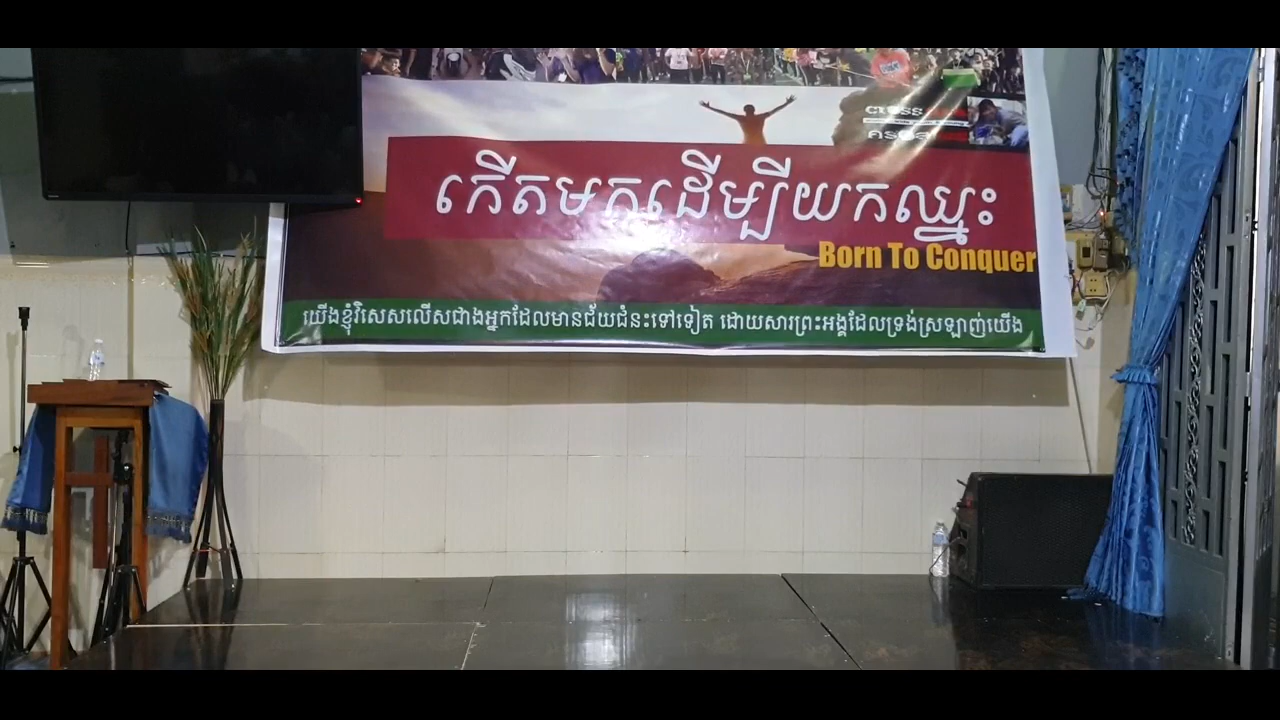 CROSS
កើតមកដើម្បីយកឈ្នះ
Born To Conquer
យើងខ្ញុំវិសេសលើសជាងអ្នកដែលមានជ័យជំនះទៅទៀត ដោយសារព្រះអង្គដែលទ្រង់ស្រឡាញ់យើង